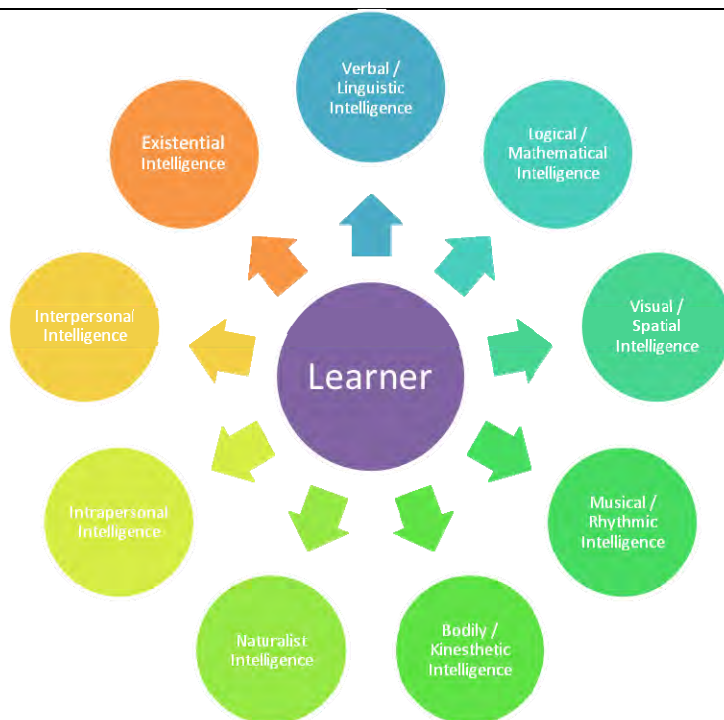 Verbal /
Linguistic
Intelligence
Logical /
Mathematical
Intelligence
Visual /
Spatial
Intelligence
Musical /
Rhythmic
Intelligence
Bodily /
Kinesthetic
Intelligence
Naturalist
Intelligence
Intrapersonal
Intelligence
Interpersonal
Intelligence
Existential
Intelligence
Learner